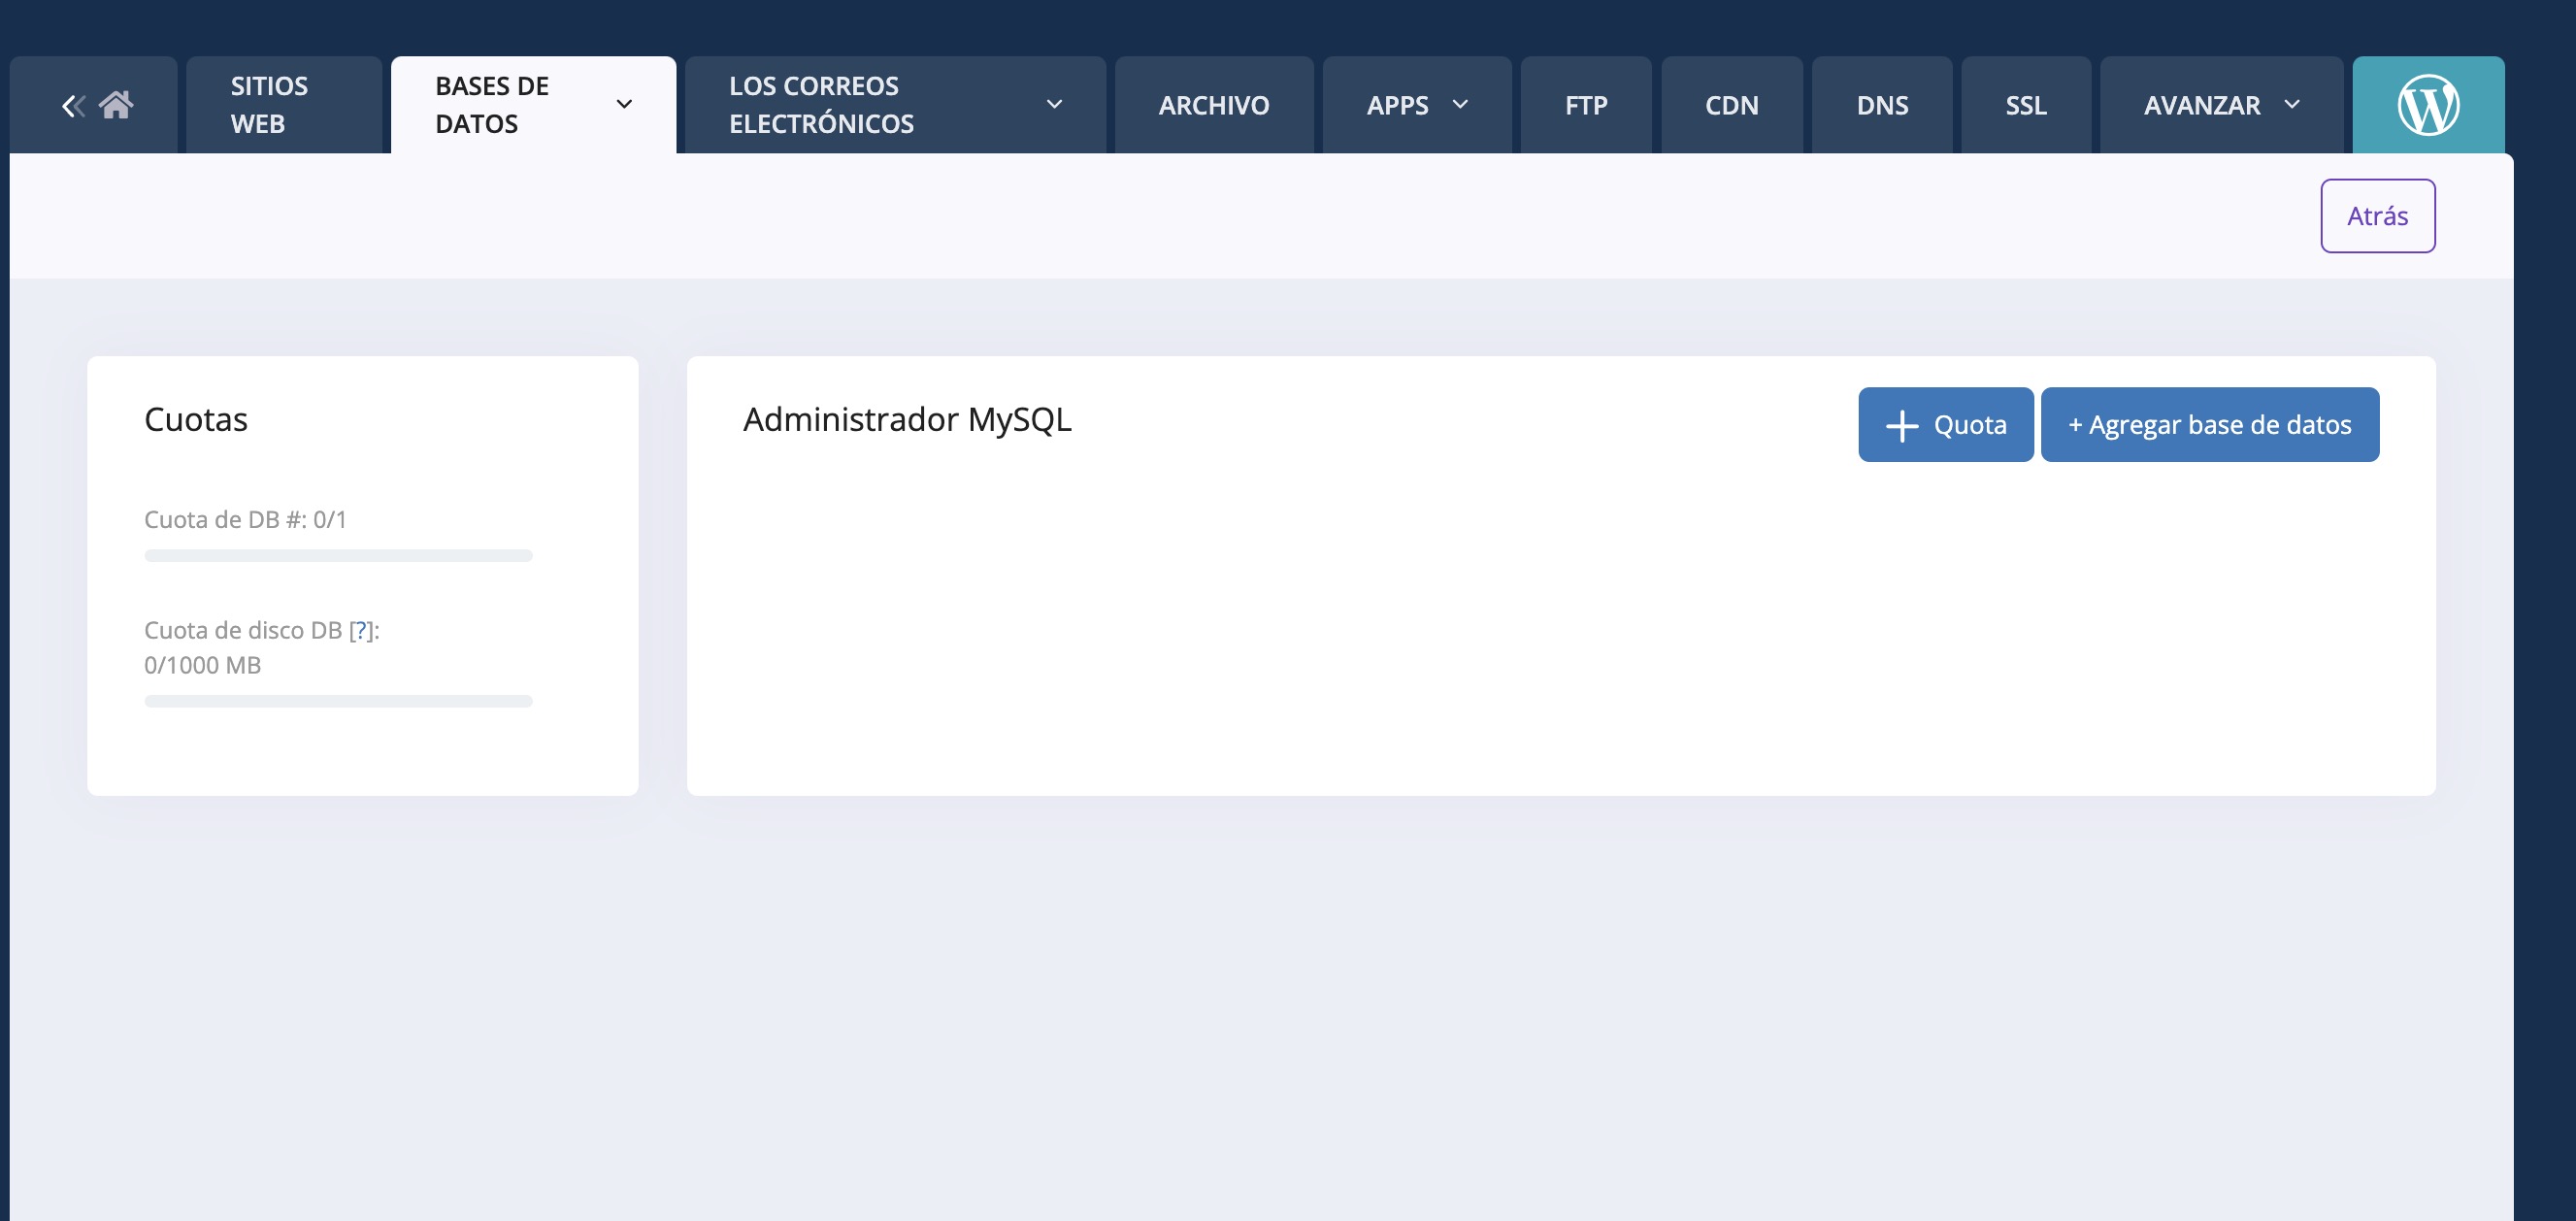 SITIOS
WEB
BASES DE
DATOS
LOS CORREOS
ELECTRÓNICOS
ARCHIVO
APPS
FTP
CDN
DNS
SSL
AVANZAR
Atrás
Cuotas
Cuota de DB #: 0/1
Cuota de disco DB [?]:
0/1000 MB
Administrador MySQL
Quota
+ Agregar base de datos